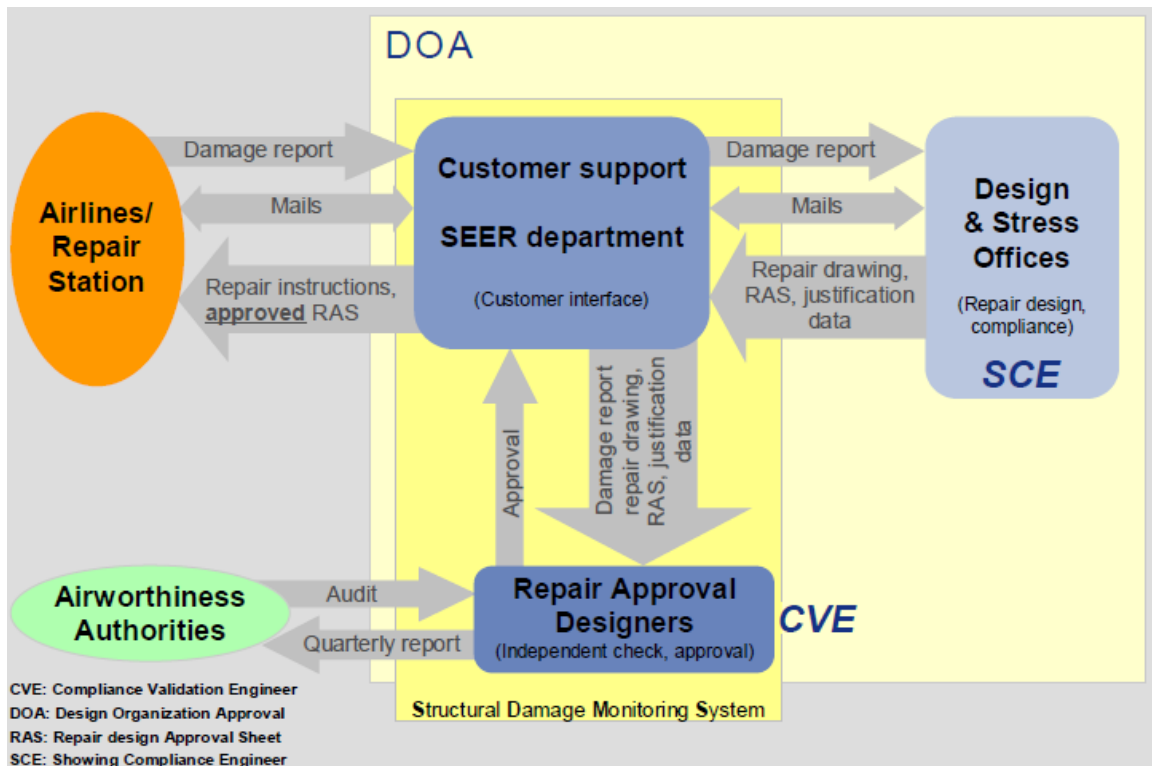 DOA
Damage report
Mails
Repair instructions,
approved RAS
Airlines/
Repair
Station
Customer support
SEER department
(Customer interface)
Damage report
Mails
Repair drawing,
RAS, justification
data
Design
& Stress
Offices
(Repair design,
compliance)
SCE
Approval
Damage report
repair drawing,
RAS, justification
data
Airworthiness
Authorities
Audit
Quarterly report
Repair Approval
Designers
(Independent check, approval)
CVE
Structural Damage Monitoring System
CVE: Compliance Validation Engineer
DOA: Design Organization Approval
RAS: Repair design Approval Sheet
SCE: Showing Compliance Engineer